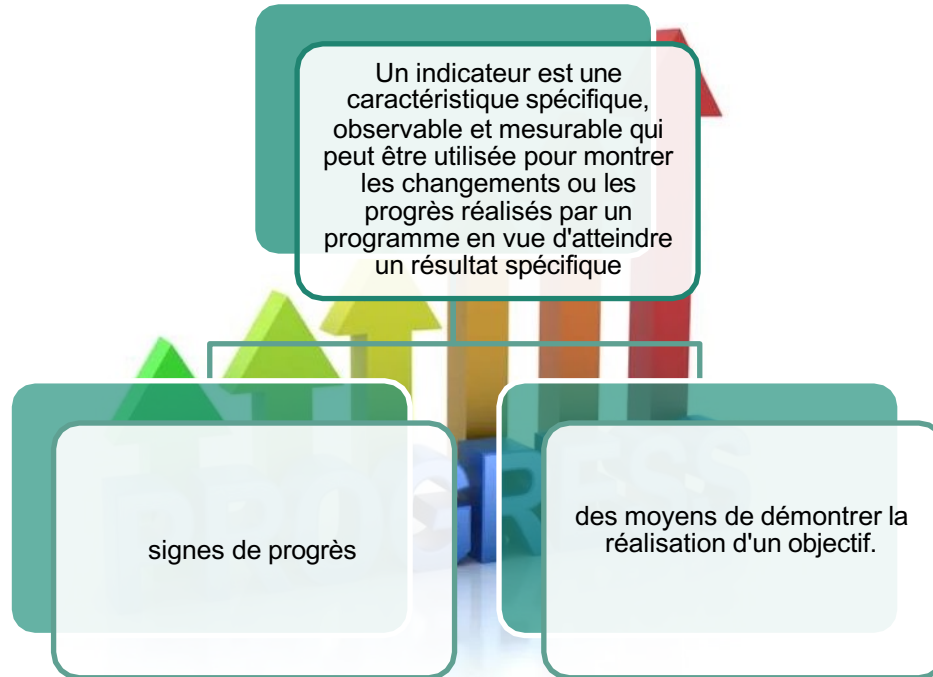 Un indicateur est une
caractéristique spécifique,
observable et mesurable qui
peut être utilisée pour montrer
les changements ou les
progrès réalisés par un
programme en vue d'atteindre
un résultat spécifique
signes de progrès
des moyens de démontrer la
réalisation d'un objectif.
PROGRESS